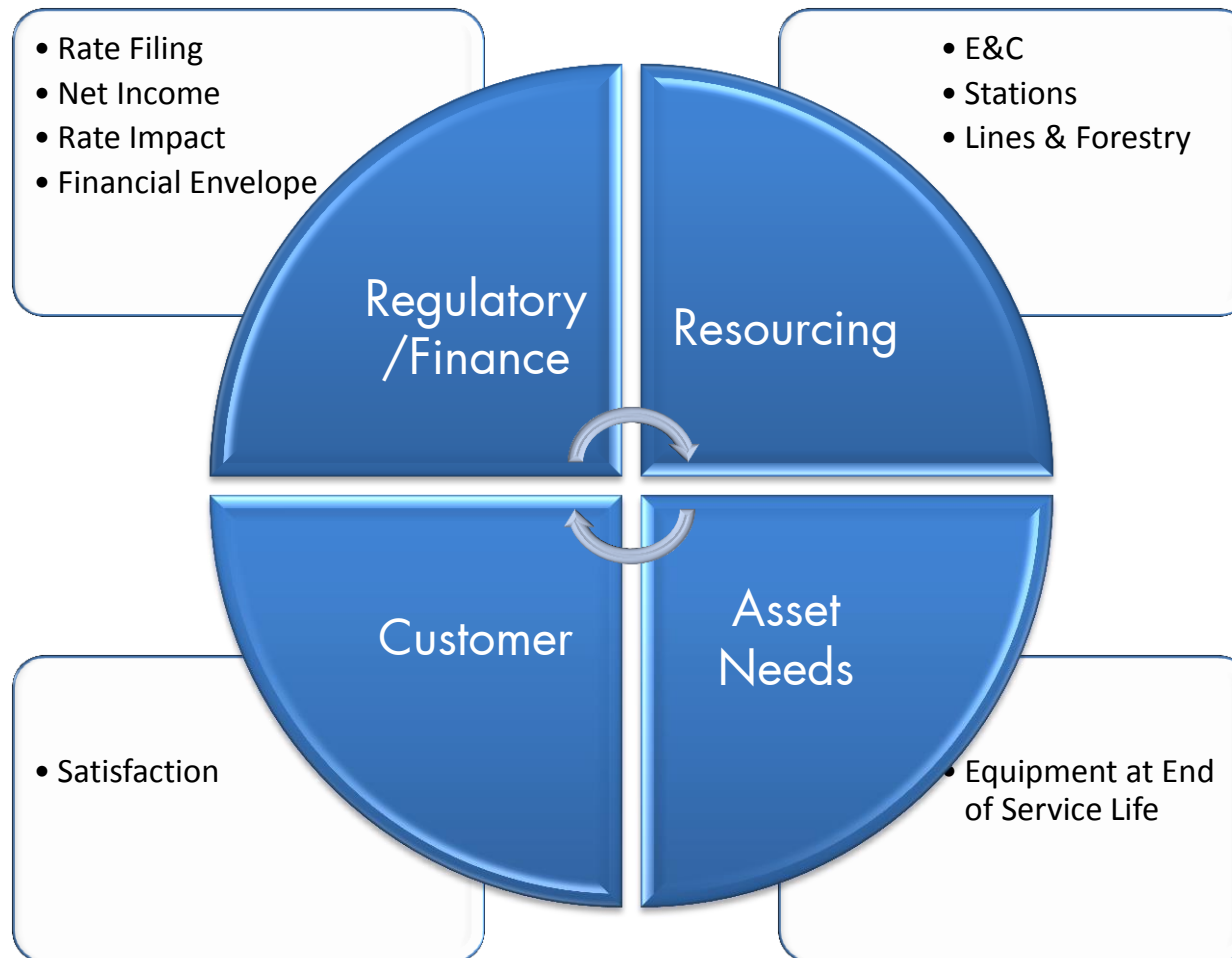 • Rate Filing
• Net Income
• Rate Impact
• Financial Envelope
• E&C
• Stations
• Lines & Forestry
Regulatory
/Finance
Resourcing
Customer
Asset
Needs
• Satisfaction
• Equipment at End
of Service Life